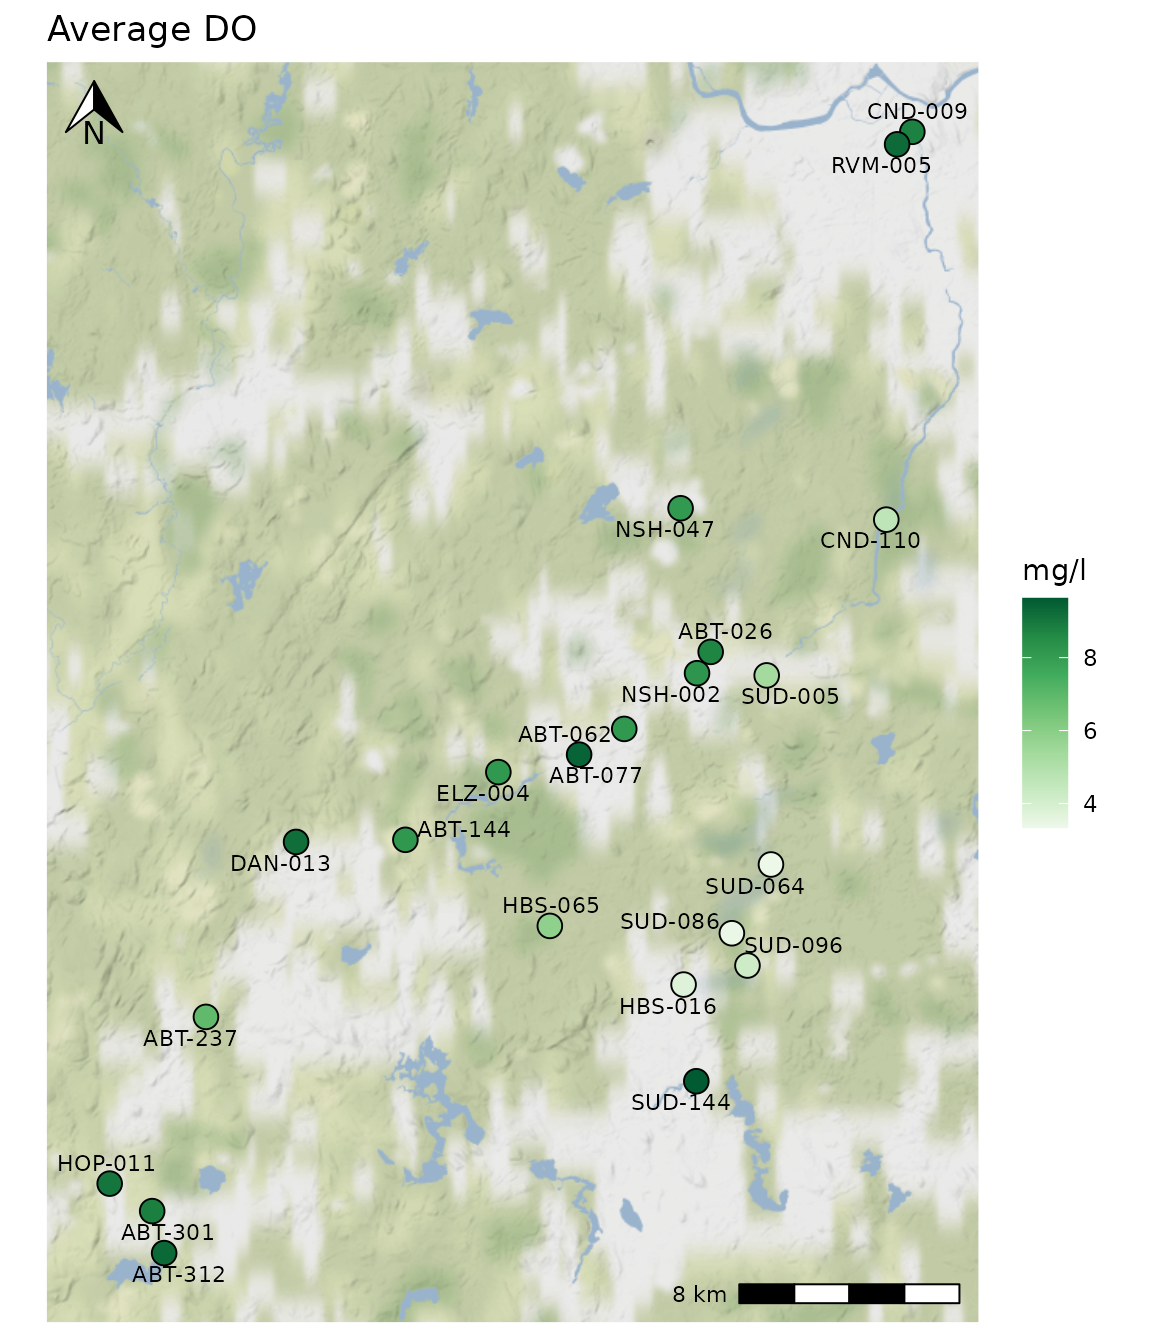 Average DO
N
CND-009
RVM-005
NSH-047
CND-110
mg/l
8
6
4
ABT-026
NSH-002
SUD-005
ABT-062
ABT-077
ELZ-004
ABT-144
DAN-013
SUD-064
HBS-065
SUD-086
SUD-096
HBS-016
ABT-237
SUD-144
HOP-011
ABT-301
ABT-312
8 km